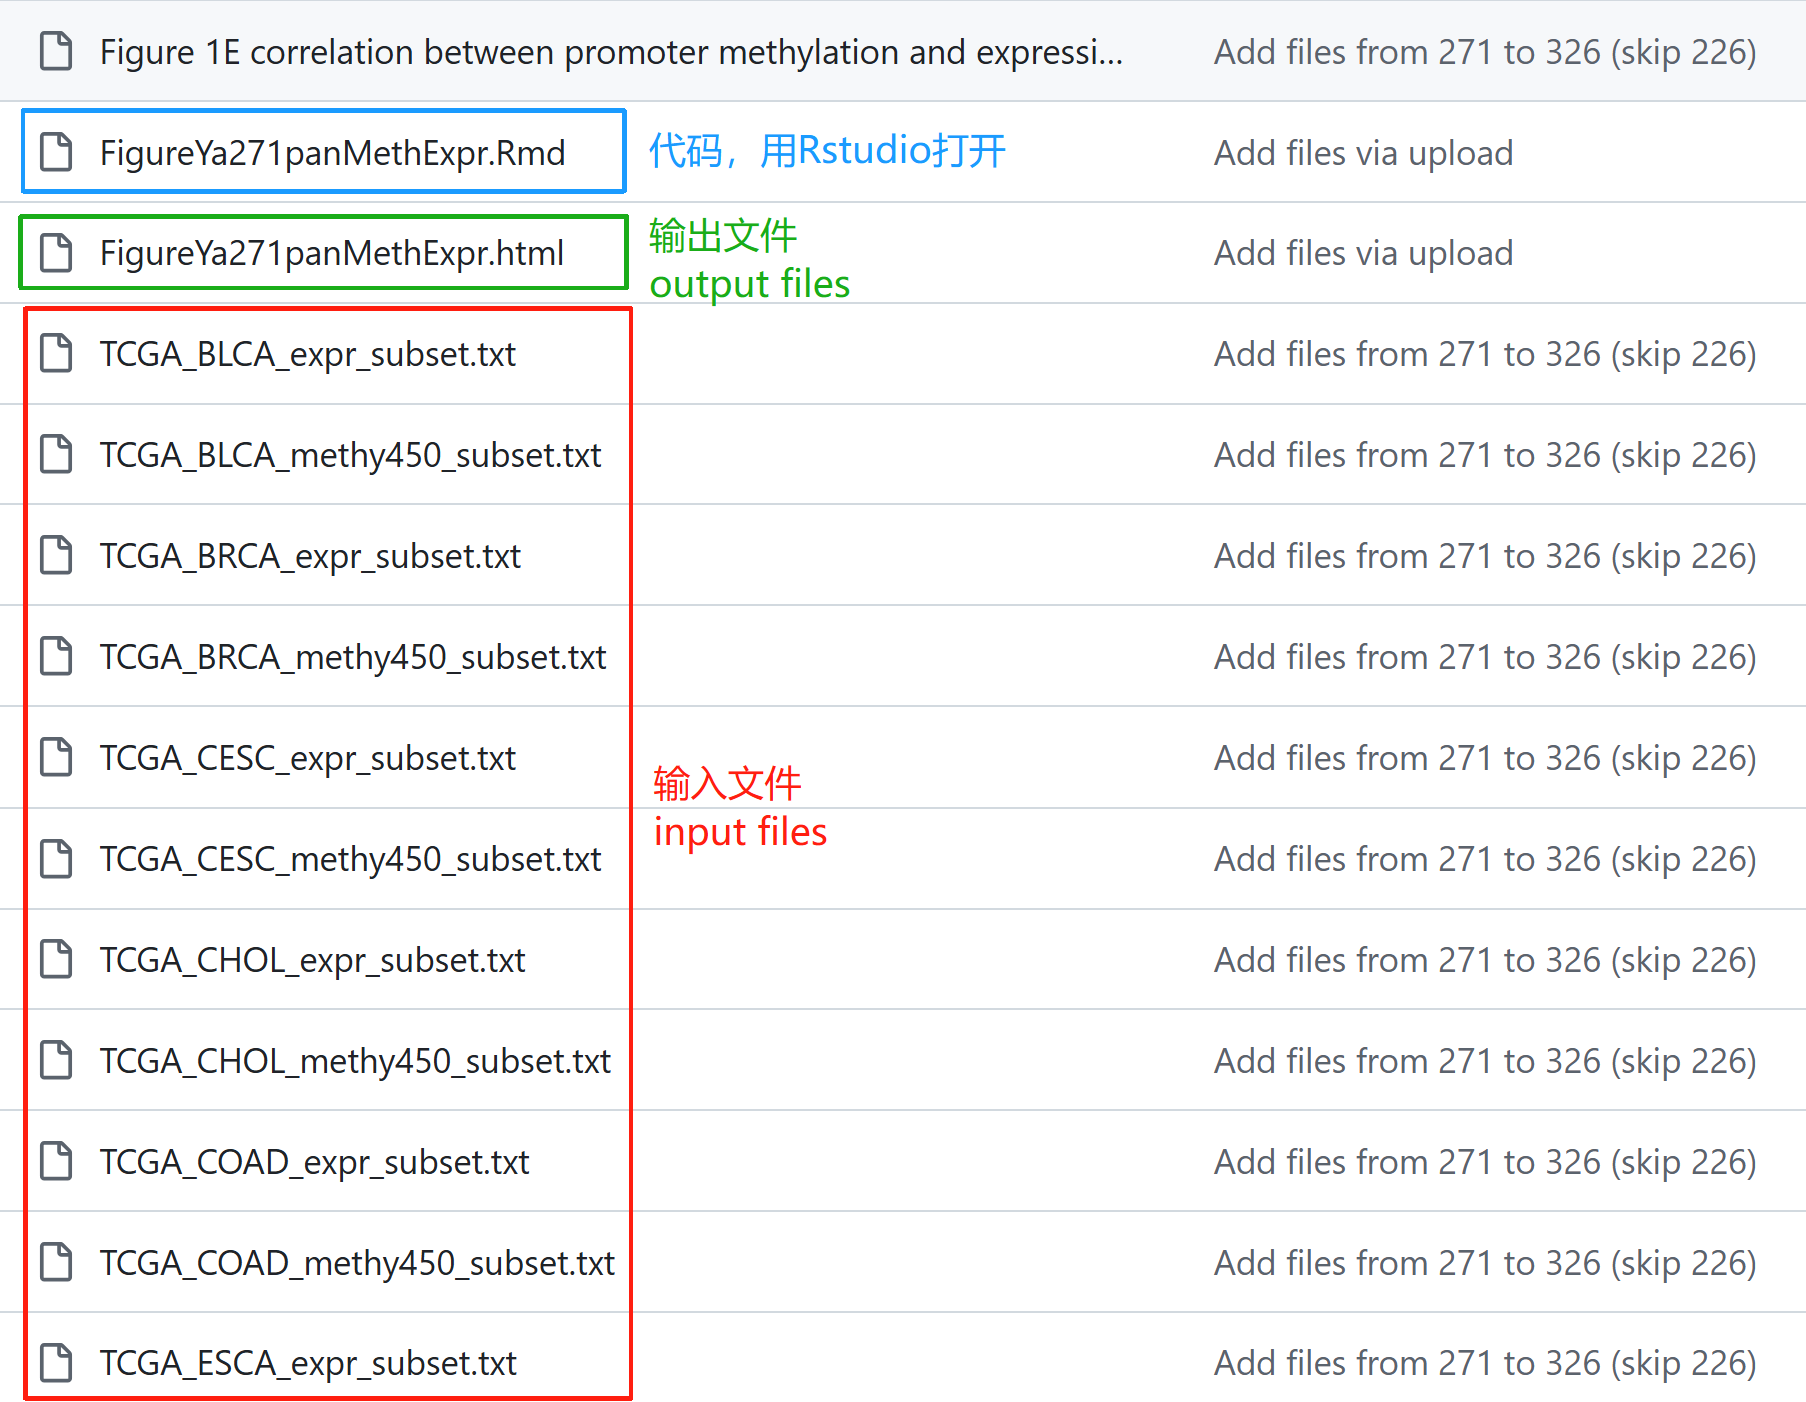 Figure 1E correlation between promoter methylation and expressi...
Add files from 271 to 326 (skip 226)
FigureYa271panMethExpr.Rmd
代码，用Rstudio打开
Add files via upload
FigureYa271panMethExpr.html
输出文件
output files
Add files via upload
TCGA_BLCA_expr_subset.txt
Add files from 271 to 326 (skip 226)
TCGA_BLCA_methy450_subset.txt
Add files from 271 to 326 (skip 226)
TCGA_BRCA_expr_subset.txt
Add files from 271 to 326 (skip 226)
TCGA_BRCA_methy450_subset.txt
Add files from 271 to 326 (skip 226)
TCGA_CESC_expr_subset.txt
输入文件
input files
Add files from 271 to 326 (skip 226)
TCGA_CESC_methy450_subset.txt
Add files from 271 to 326 (skip 226)
TCGA_CHOL_expr_subset.txt
Add files from 271 to 326 (skip 226)
TCGA_CHOL_methy450_subset.txt
Add files from 271 to 326 (skip 226)
TCGA_COAD_expr_subset.txt
Add files from 271 to 326 (skip 226)
TCGA_COAD_methy450_subset.txt
Add files from 271 to 326 (skip 226)
TCGA_ESCA_expr_subset.txt
Add files from 271 to 326 (skip 226)